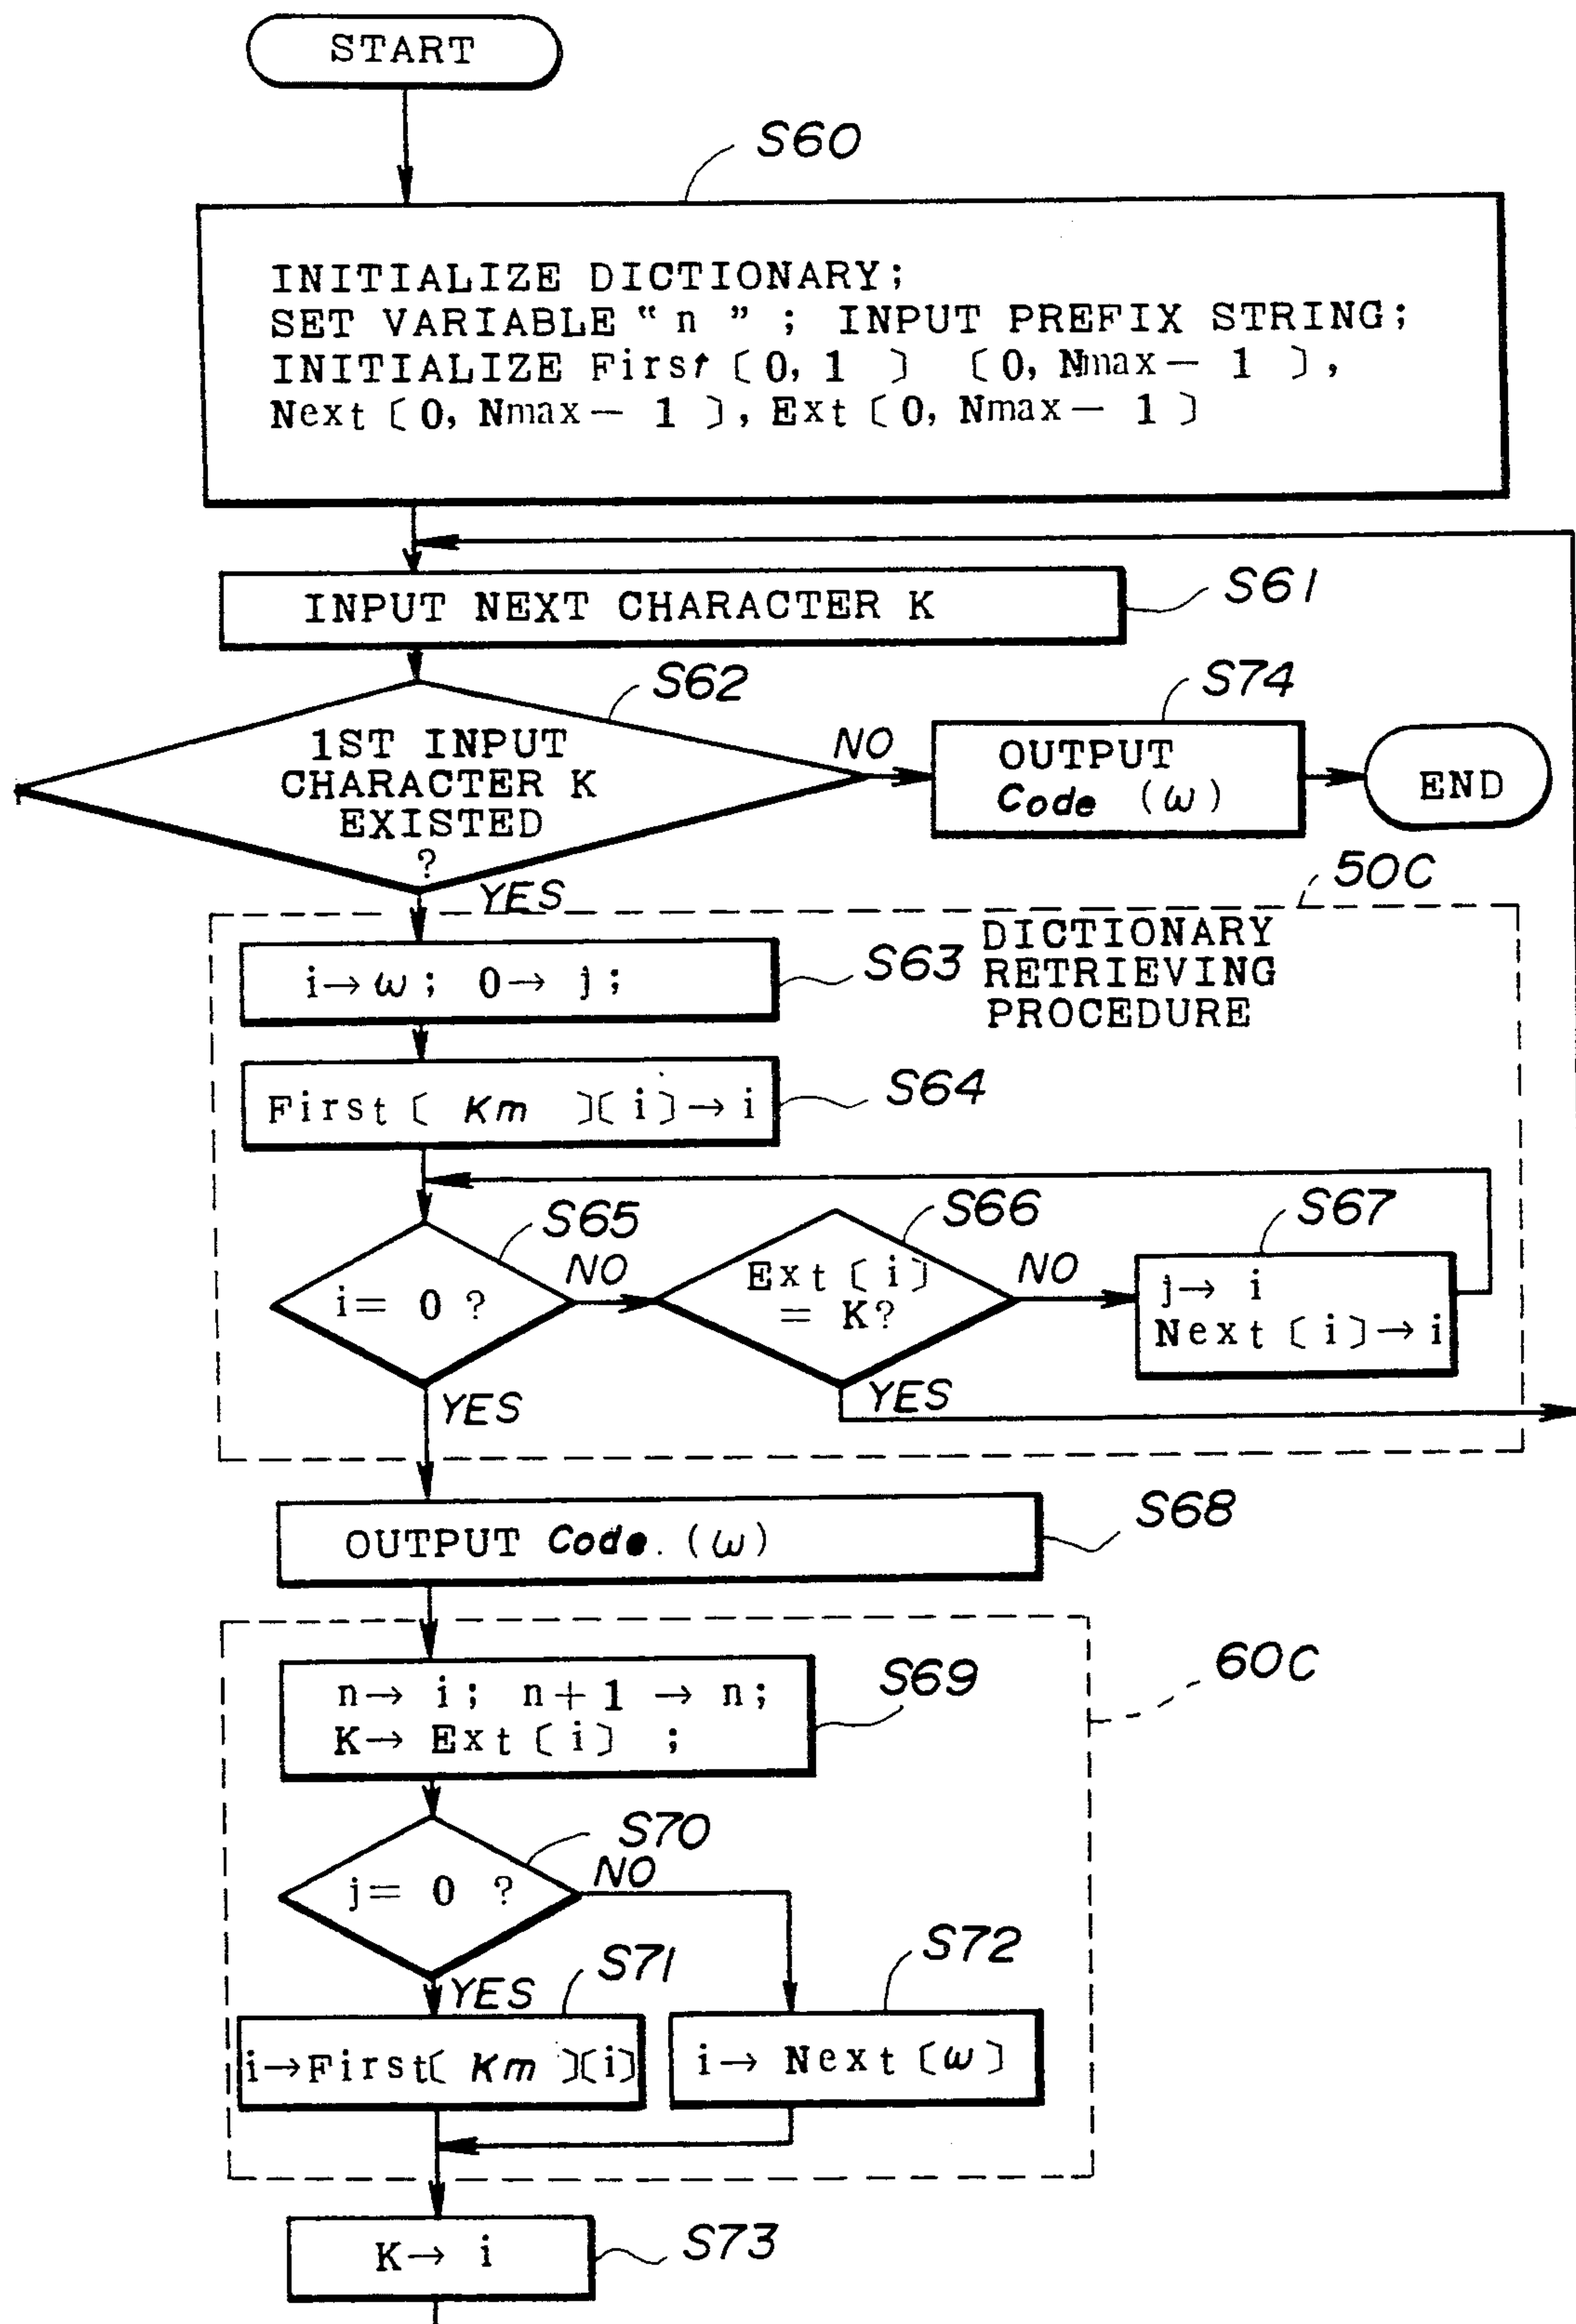 START
S60
INITIALIZE DICTIONARY;
SET VARIABLE "n" ; INPUT PREFIX STRING;
INITIALIZE First [0, 1 ] [0, Nmax- 1 ],
Next [0, Nmax- 1 ], Ext [0, Nmax- 1 ]
INPUT NEXT CHARACTER K
S61
S62
1ST INPUT
CHARACTER K
EXISTED
?
NO
YES
S74
OUTPUT
Code (ω)
END
50C
DICTIONARY
RETRIEVING
PROCEDURE
i→ω; 0→ j;
S63
First [ Km ][i]→i
S64
S65
i= 0 ?
NO
YES
S66
Ext [i]
= K?
NO
YES
S67
j→ i
Next [i]→i
OUTPUT Code. (ω)
S68
60C
n→ i; n+1 → n;
K→ Ext [i] ;
S69
S70
j= 0 ?
NO
YES
S71
i→First[ Km ][i]
S72
i→ Next [ω]
K→ i
S73